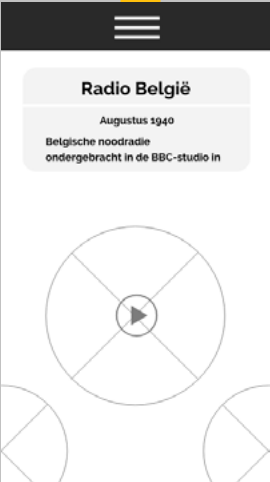 Radio België
Augustus 1940
Belgische noodradie
ondergebracht in de BBC-studio in